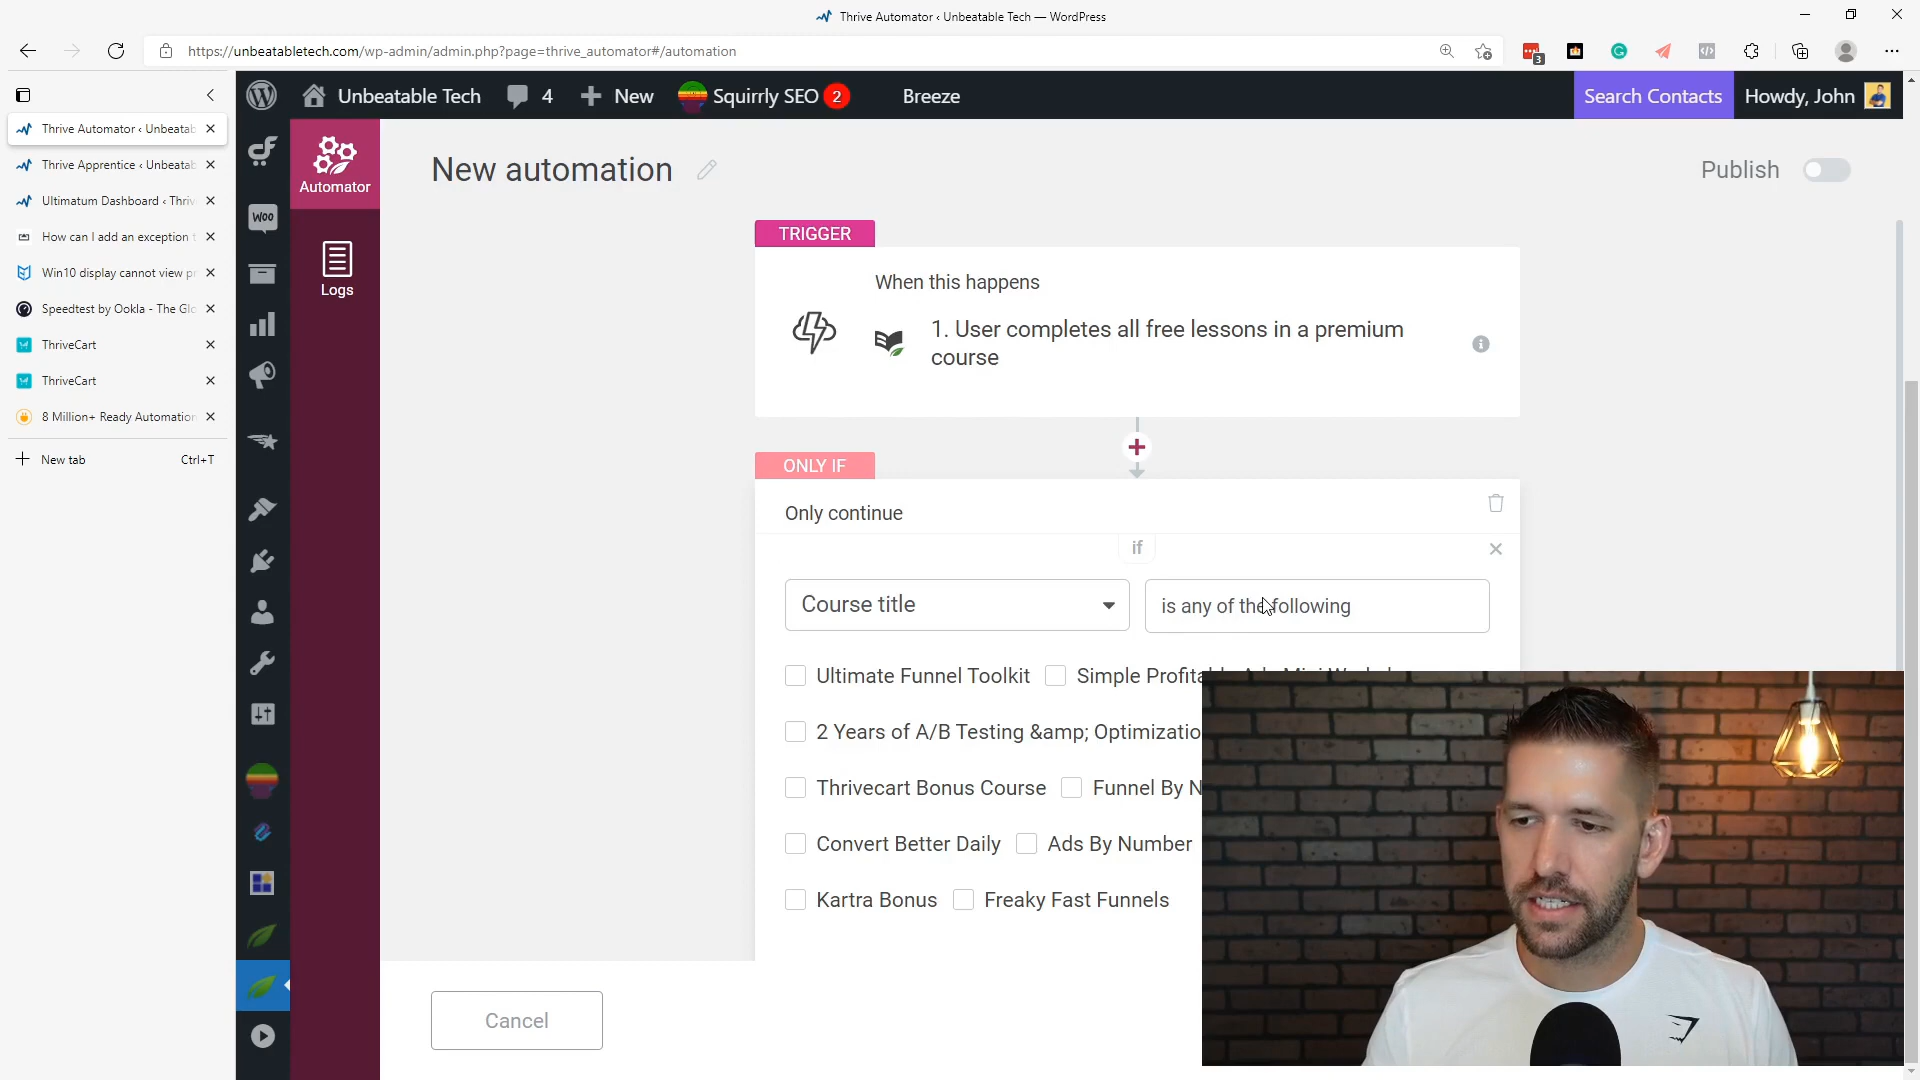 Thrive Automator ‹ Unbeatable Tech — WordPress
https://unbeatabletech.com/wp-admin/admin.php?page=thrive_automator#/automation
3
Thrive Automator ‹ Unbeatab
Thrive Apprentice ‹ Unbeatab
Ultimatum Dashboard ‹ Thriv
How can I add an exception
Win10 display cannot view pr
Speedtest by Ookla - The Glo
ThriveCart
ThriveCart
8 Million+ Ready Automation
New tab
Ctrl+T
Unbeatable Tech
4
New
Squirrly SEO 2
Breeze
Search Contacts
Howdy, John
Woo
Automator
Logs
New automation
Publish
TRIGGER
When this happens
1. User completes all free lessons in a premium
course
ONLY IF
Only continue
if
Course title
is any of the following
Ultimate Funnel Toolkit
Simple
2 Years of A/B Testing &amp; Optimizatio
Thrivecart Bonus Course
Funnel By N
Convert Better Daily
Ads By Number
Kartra Bonus
Freaky Fast Funnels
Cancel